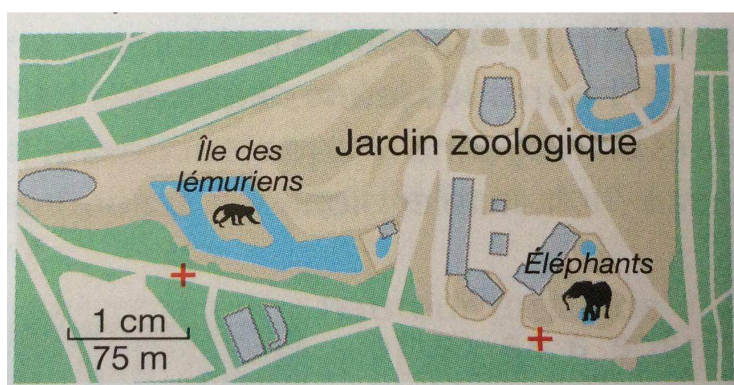 Île des
lémuriens
Jardin zoologique
Éléphants
1 cm
75 m